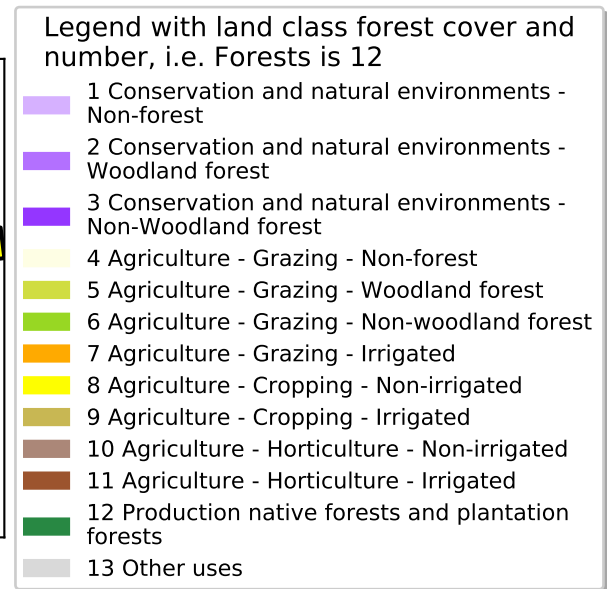 Legend with land class forest cover and
number, i.e. Forests is 12
1 Conservation and natural environments -
Non-forest
2 Conservation and natural environments -
Woodland forest
3 Conservation and natural environments -
Non-Woodland forest
4 Agriculture - Grazing - Non-forest
5 Agriculture - Grazing - Woodland forest
6 Agriculture - Grazing - Non-woodland forest
7 Agriculture - Grazing - Irrigated
8 Agriculture - Cropping - Non-irrigated
9 Agriculture - Cropping - Irrigated
10 Agriculture - Horticulture - Non-irrigated
11 Agriculture - Horticulture - Irrigated
12 Production native forests and plantation
forests
13 Other uses